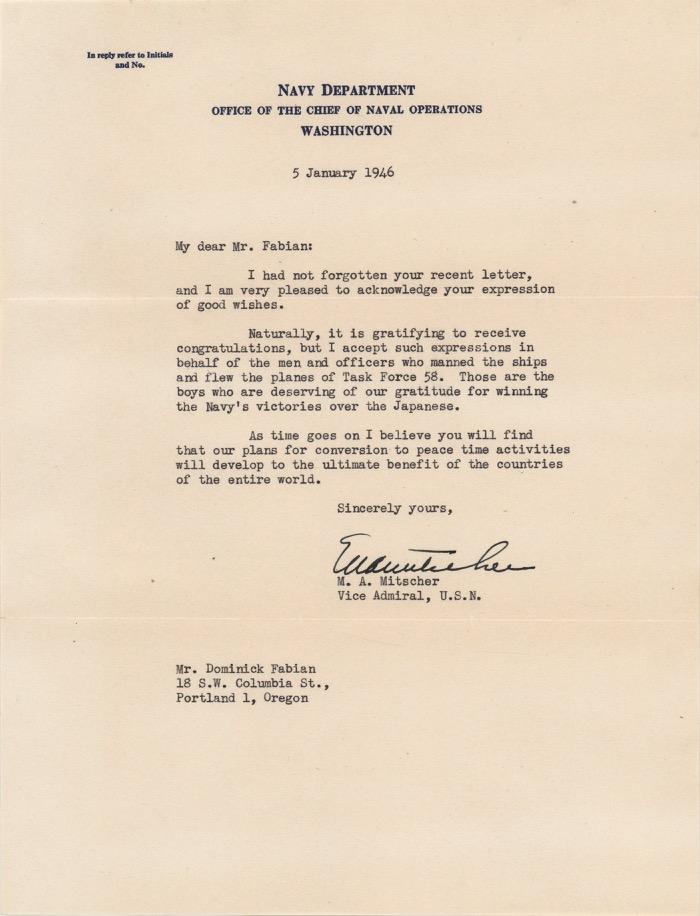 In reply refer to Initials
and No.
NAVY DEPARTMENT
OFFICE OF THE CHIEF OF NAVAL OPERATIONS
WASHINGTON
5 January 1946
My dear Mr. Fabian:
I had not forgotten your recent letter,
and I am very pleased to acknowledge your expression
of good wishes.
Naturally, it is gratifying to receive
congratulations, but I accept such expressions in
behalf of the men and officers who manned the ships
and flew the planes of Task Force 58. Those are the
boys who are deserving of our gratitude for winning
the Navy's victories over the Japanese.
As time goes on I believe you will find
that our plans for conversion to peace time activities
will develop to the ultimate benefit of the countries
of the entire world.
Sincerely yours,
M A Mitscher
M. A. Mitscher
Vice Admiral, U.S.N.
Mr. Dominick Fabian
18 S.W. Columbia St.,
Portland 1, Oregon